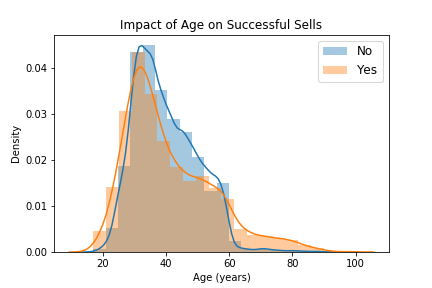 Impact of Age on Successful Sells
No
Yes
0.04
0.03
0.02
0.01
0.00
Density
20
40
60
80
100
Age (years)